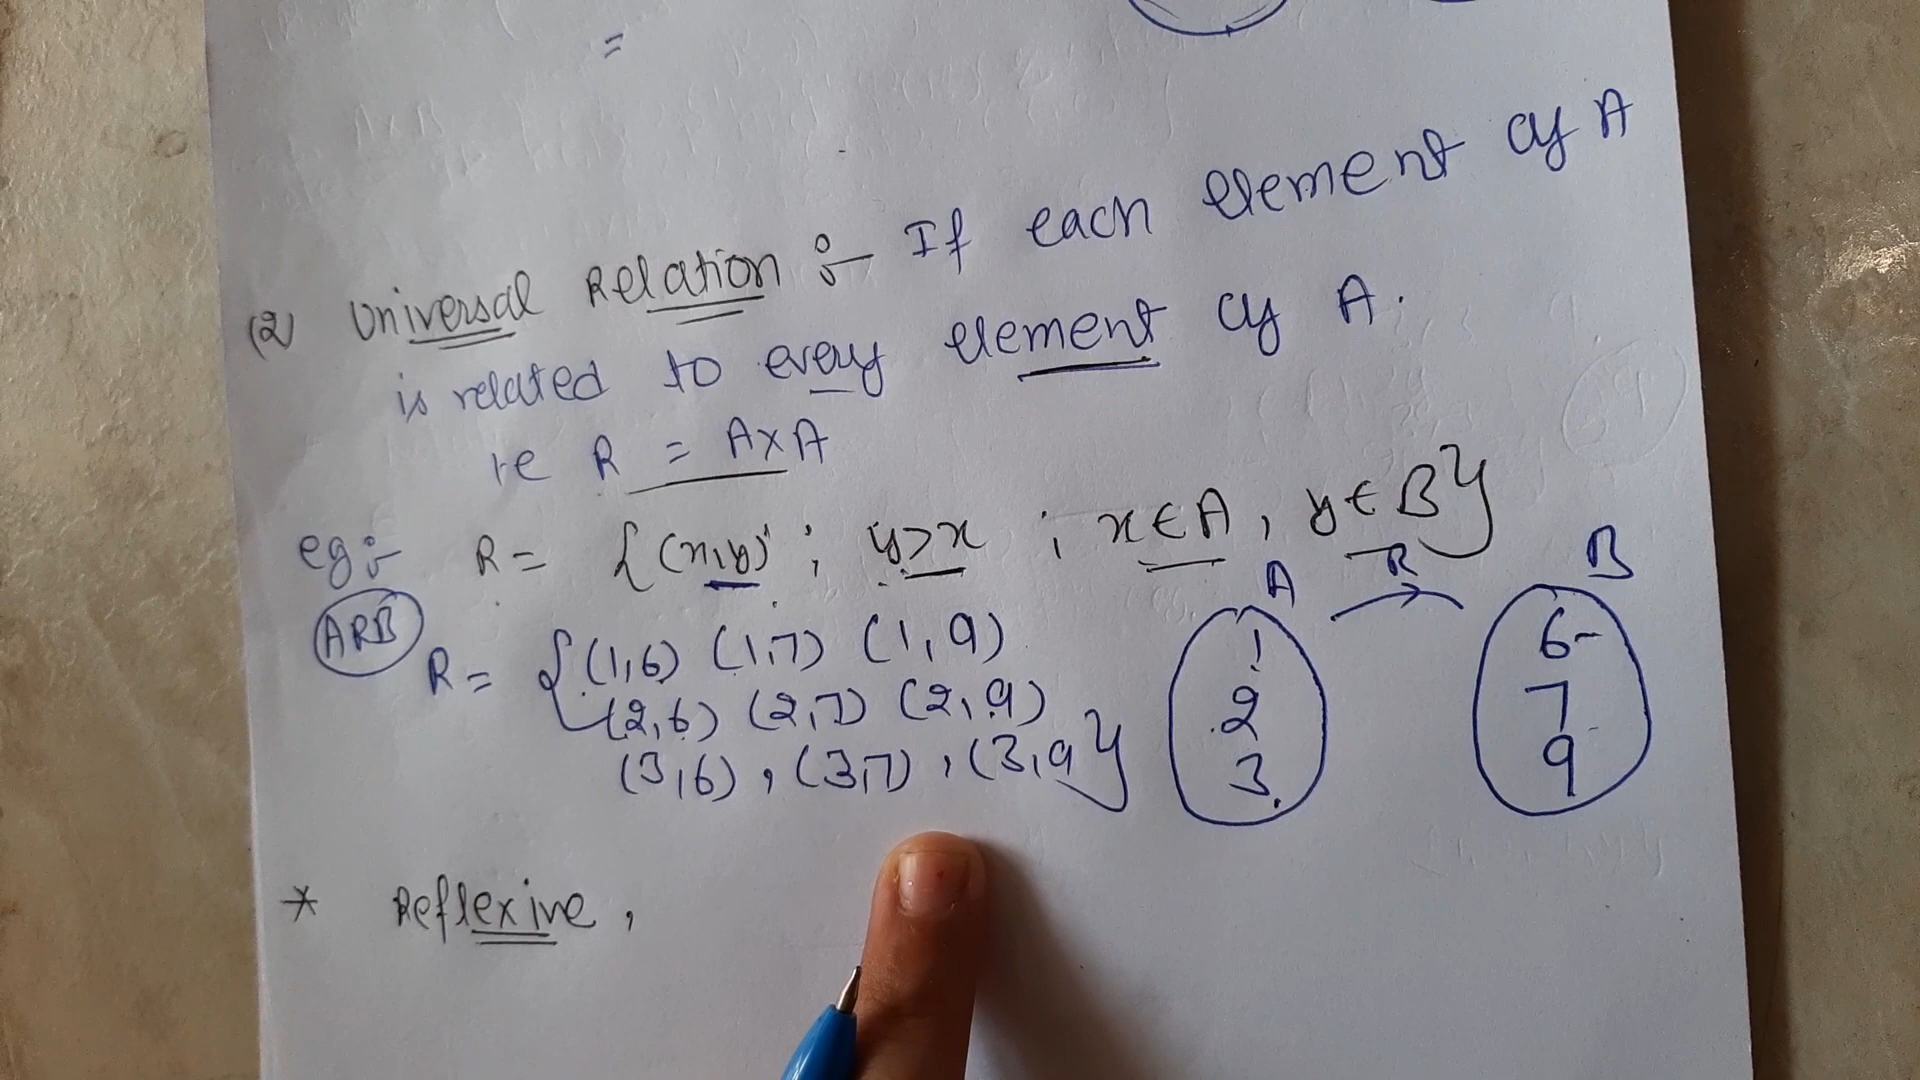 =
(2) Universal Relation :- If each element of A
is related to every element of A.
ie R = A×A
eg:- R = {(x,y) ; y>x ; x∈A, y∈B}
A R B
ARB
R = {(1,6) (1,7) (1,9)
(2,6) (2,7) (2,9)
(3,6), (3,7), (3,9}
1 6
2 7
3 9
* Reflexive,